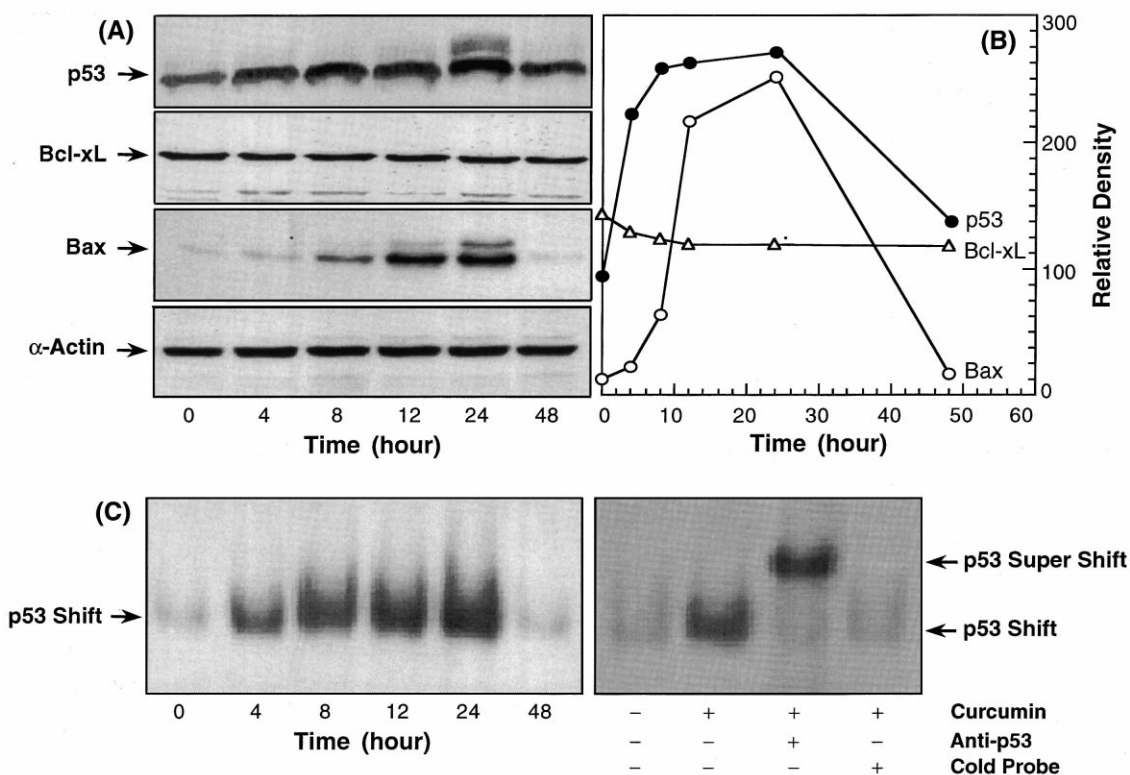 (A)
p53
Bcl-xL
Bax
α-Actin
0 4 8 12 24 48
Time (hour)
(B)
300
200
100
0
Relative Density
p53
Bcl-xL
Bax
0 10 20 30 40 50 60
Time (hour)
(C)
p53 Shift
0 4 8 12 24 48
Time (hour)
p53 Super Shift
p53 Shift
– + + + Curcumin
– – + – Anti-p53
– – – + Cold Probe